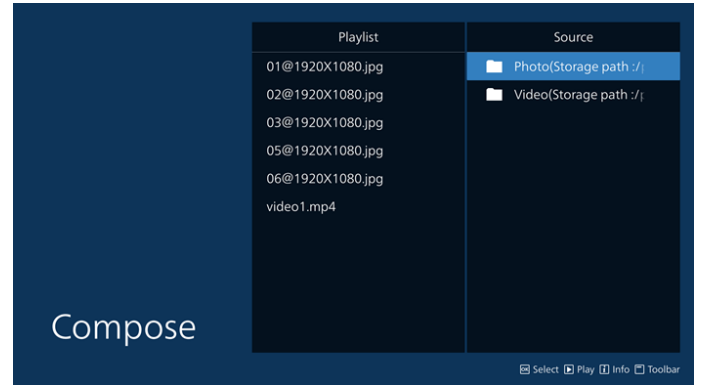 Playlist
Source
01@1920X1080.jpg
02@1920X1080.jpg
03@1920X1080.jpg
05@1920X1080.jpg
06@1920X1080.jpg
video1.mp4
Photo(Storage path :/
Video(Storage path :/
Compose
OK Select Play i Info Toolbar